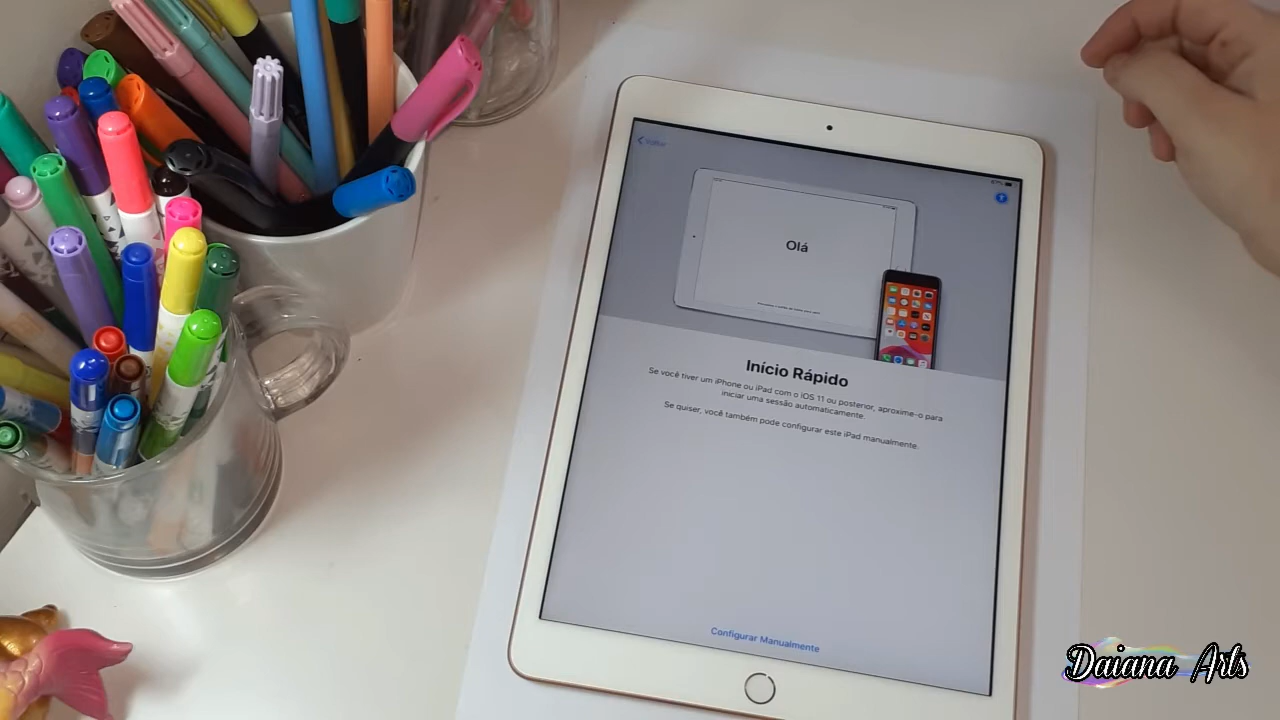 Voltar
Olá
Início Rápido
Se você tiver um iPhone ou iPad com o iOS 11 ou posterior, aproxime-o para
iniciar uma sessão automaticamente.
Se quiser, você também pode configurar este iPad manualmente.
Configurar Manualmente
Daiana Arts